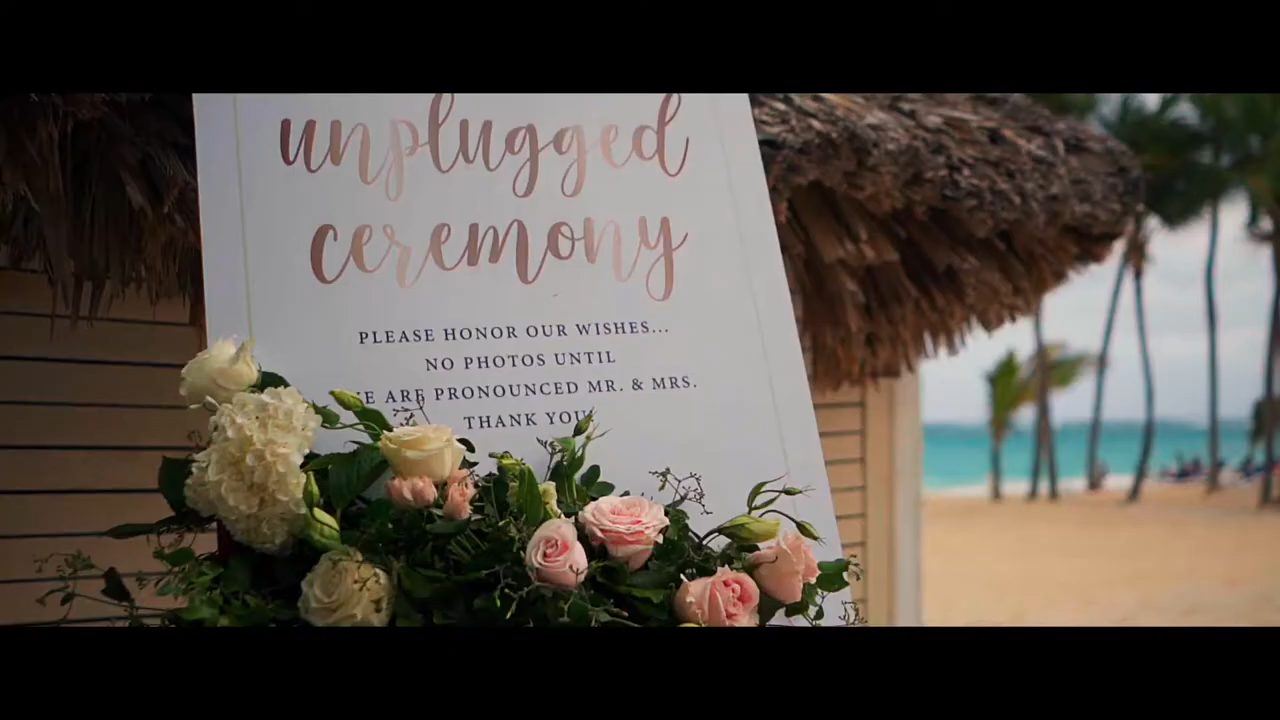 unplugged
ceremony
PLEASE HONOR OUR WISHES...
NO PHOTOS UNTIL
ARE PRONOUNCED MR. & MRS.
THANK YOU